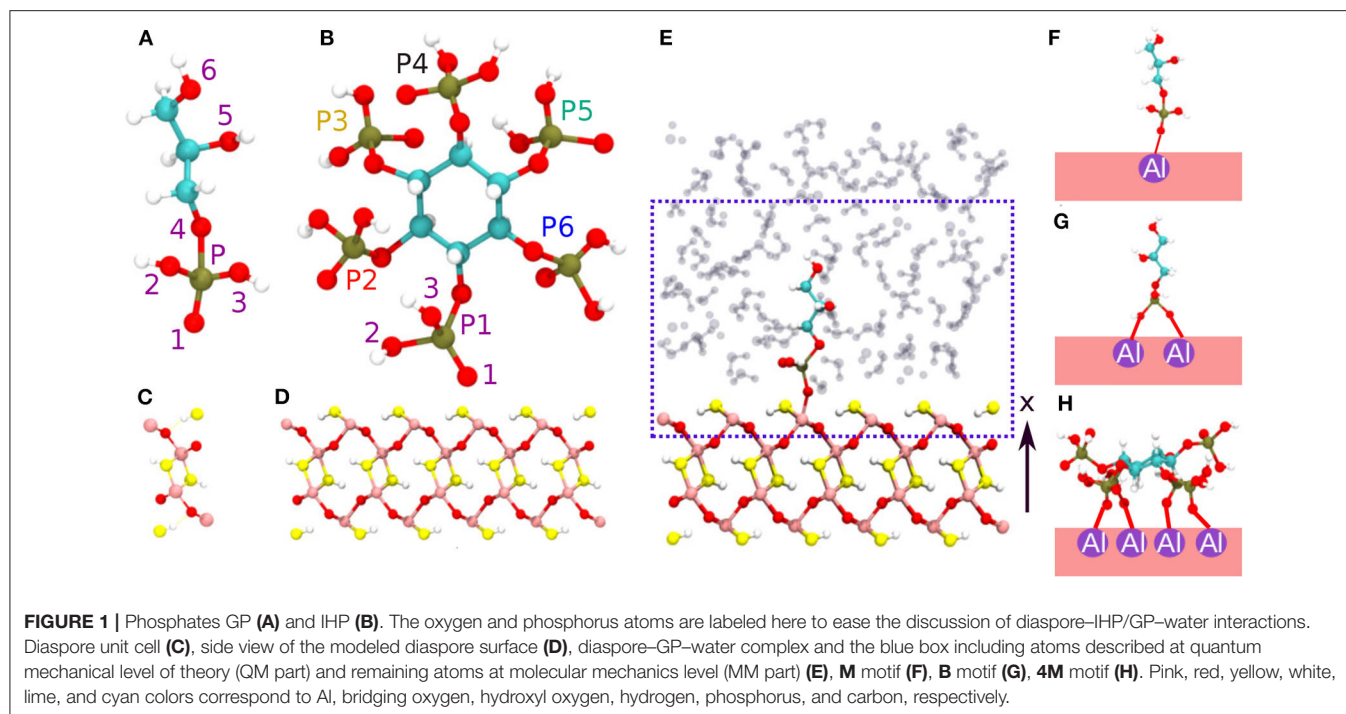 A
B
E
F
6
5
4
P
2
3
1
P4
P3
P5
P2
P6
3
P1
2
1
Al
G
Al Al
C
D
X
H
Al Al Al Al
FIGURE 1 | Phosphates GP (A) and IHP (B). The oxygen and phosphorus atoms are labeled here to ease the discussion of diaspore–IHP/GP–water interactions.
Diaspore unit cell (C), side view of the modeled diaspore surface (D), diaspore–GP–water complex and the blue box including atoms described at quantum
mechanical level of theory (QM part) and remaining atoms at molecular mechanics level (MM part) (E), M motif (F), B motif (G), 4M motif (H). Pink, red, yellow, white,
lime, and cyan colors correspond to Al, bridging oxygen, hydroxyl oxygen, hydrogen, phosphorus, and carbon, respectively.